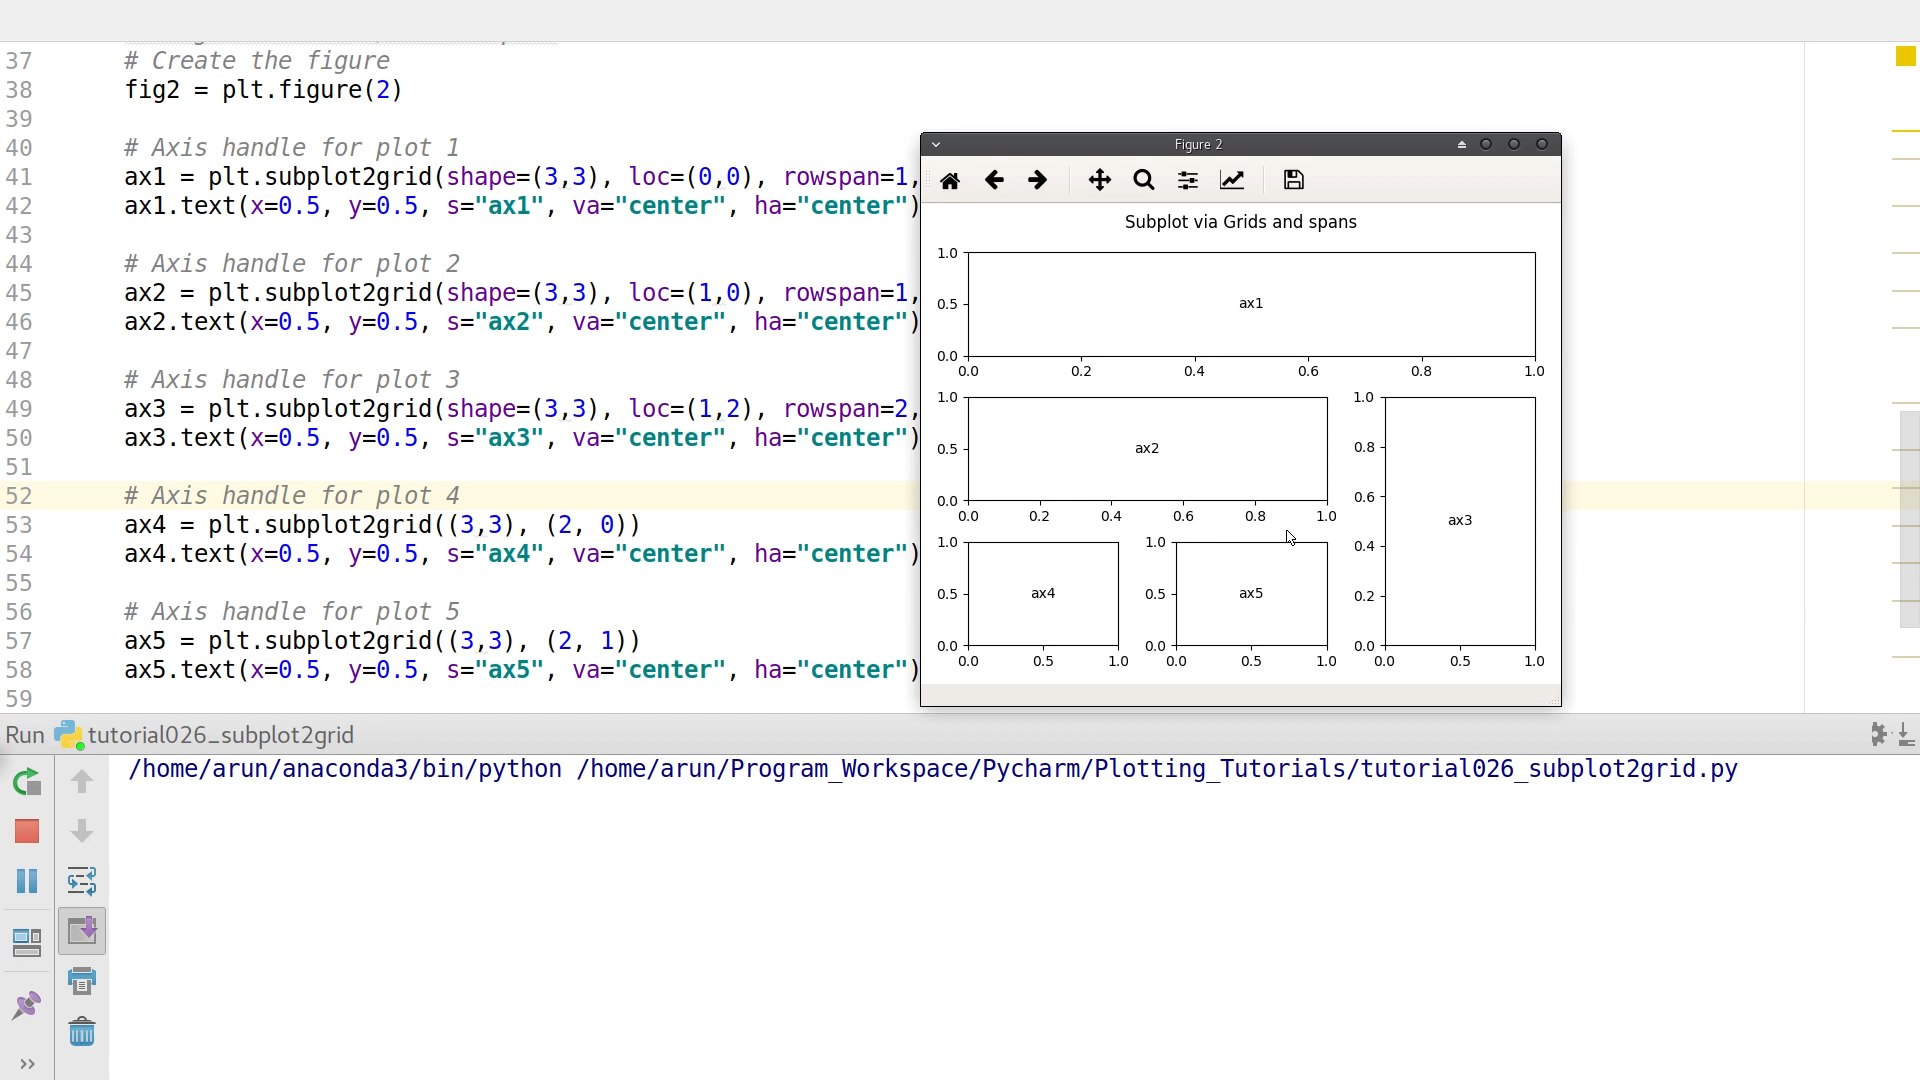 37 # Create the figure
38 fig2 = plt.figure(2)
39
40 # Axis handle for plot 1
41 ax1 = plt.subplot2grid(shape=(3,3), loc=(0,0), rowspan=1,
42 ax1.text(x=0.5, y=0.5, s="ax1", va="center", ha="center")
43
44 # Axis handle for plot 2
45 ax2 = plt.subplot2grid(shape=(3,3), loc=(1,0), rowspan=1,
46 ax2.text(x=0.5, y=0.5, s="ax2", va="center", ha="center")
47
48 # Axis handle for plot 3
49 ax3 = plt.subplot2grid(shape=(3,3), loc=(1,2), rowspan=2,
50 ax3.text(x=0.5, y=0.5, s="ax3", va="center", ha="center")
51
52 # Axis handle for plot 4
53 ax4 = plt.subplot2grid((3,3), (2, 0))
54 ax4.text(x=0.5, y=0.5, s="ax4", va="center", ha="center")
55
56 # Axis handle for plot 5
57 ax5 = plt.subplot2grid((3,3), (2, 1))
58 ax5.text(x=0.5, y=0.5, s="ax5", va="center", ha="center")
59
Figure 2
Subplot via Grids and spans
1.0
0.5 ax1
0.0
0.0 0.2 0.4 0.6 0.8 1.0
1.0
0.5 ax2
0.0
0.0 0.2 0.4 0.6 0.8 1.0
1.0
0.8
0.6
ax3
0.4
0.2
0.0
0.0 0.5 1.0
1.0
0.5 ax4
0.0
0.0 0.5 1.0
1.0
0.5 ax5
0.0
0.0 0.5 1.0
Run tutorial026_subplot2grid
/home/arun/anaconda3/bin/python /home/arun/Program_Workspace/Pycharm/Plotting_Tutorials/tutorial026_subplot2grid.py